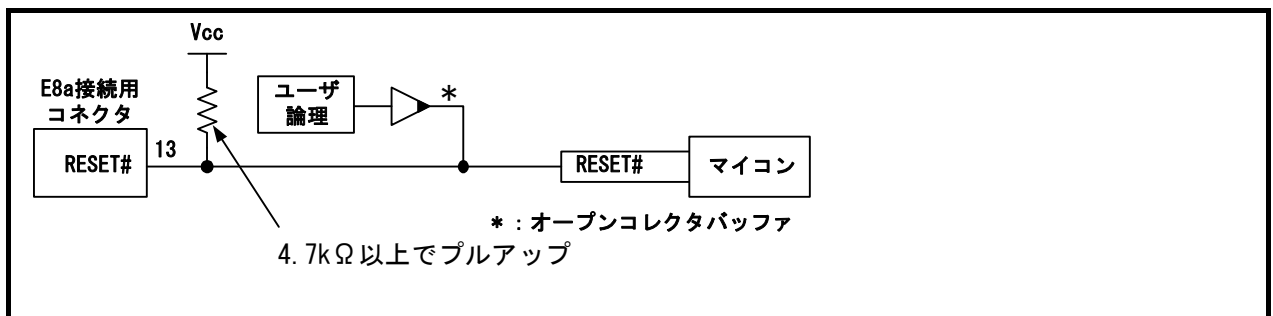 Vcc
E8a接続用
コネクタ
ユーザ
論理
*
RESET#
13
RESET#
マイコン
* : オープンコレクタバッファ
4.7kΩ以上でプルアップ